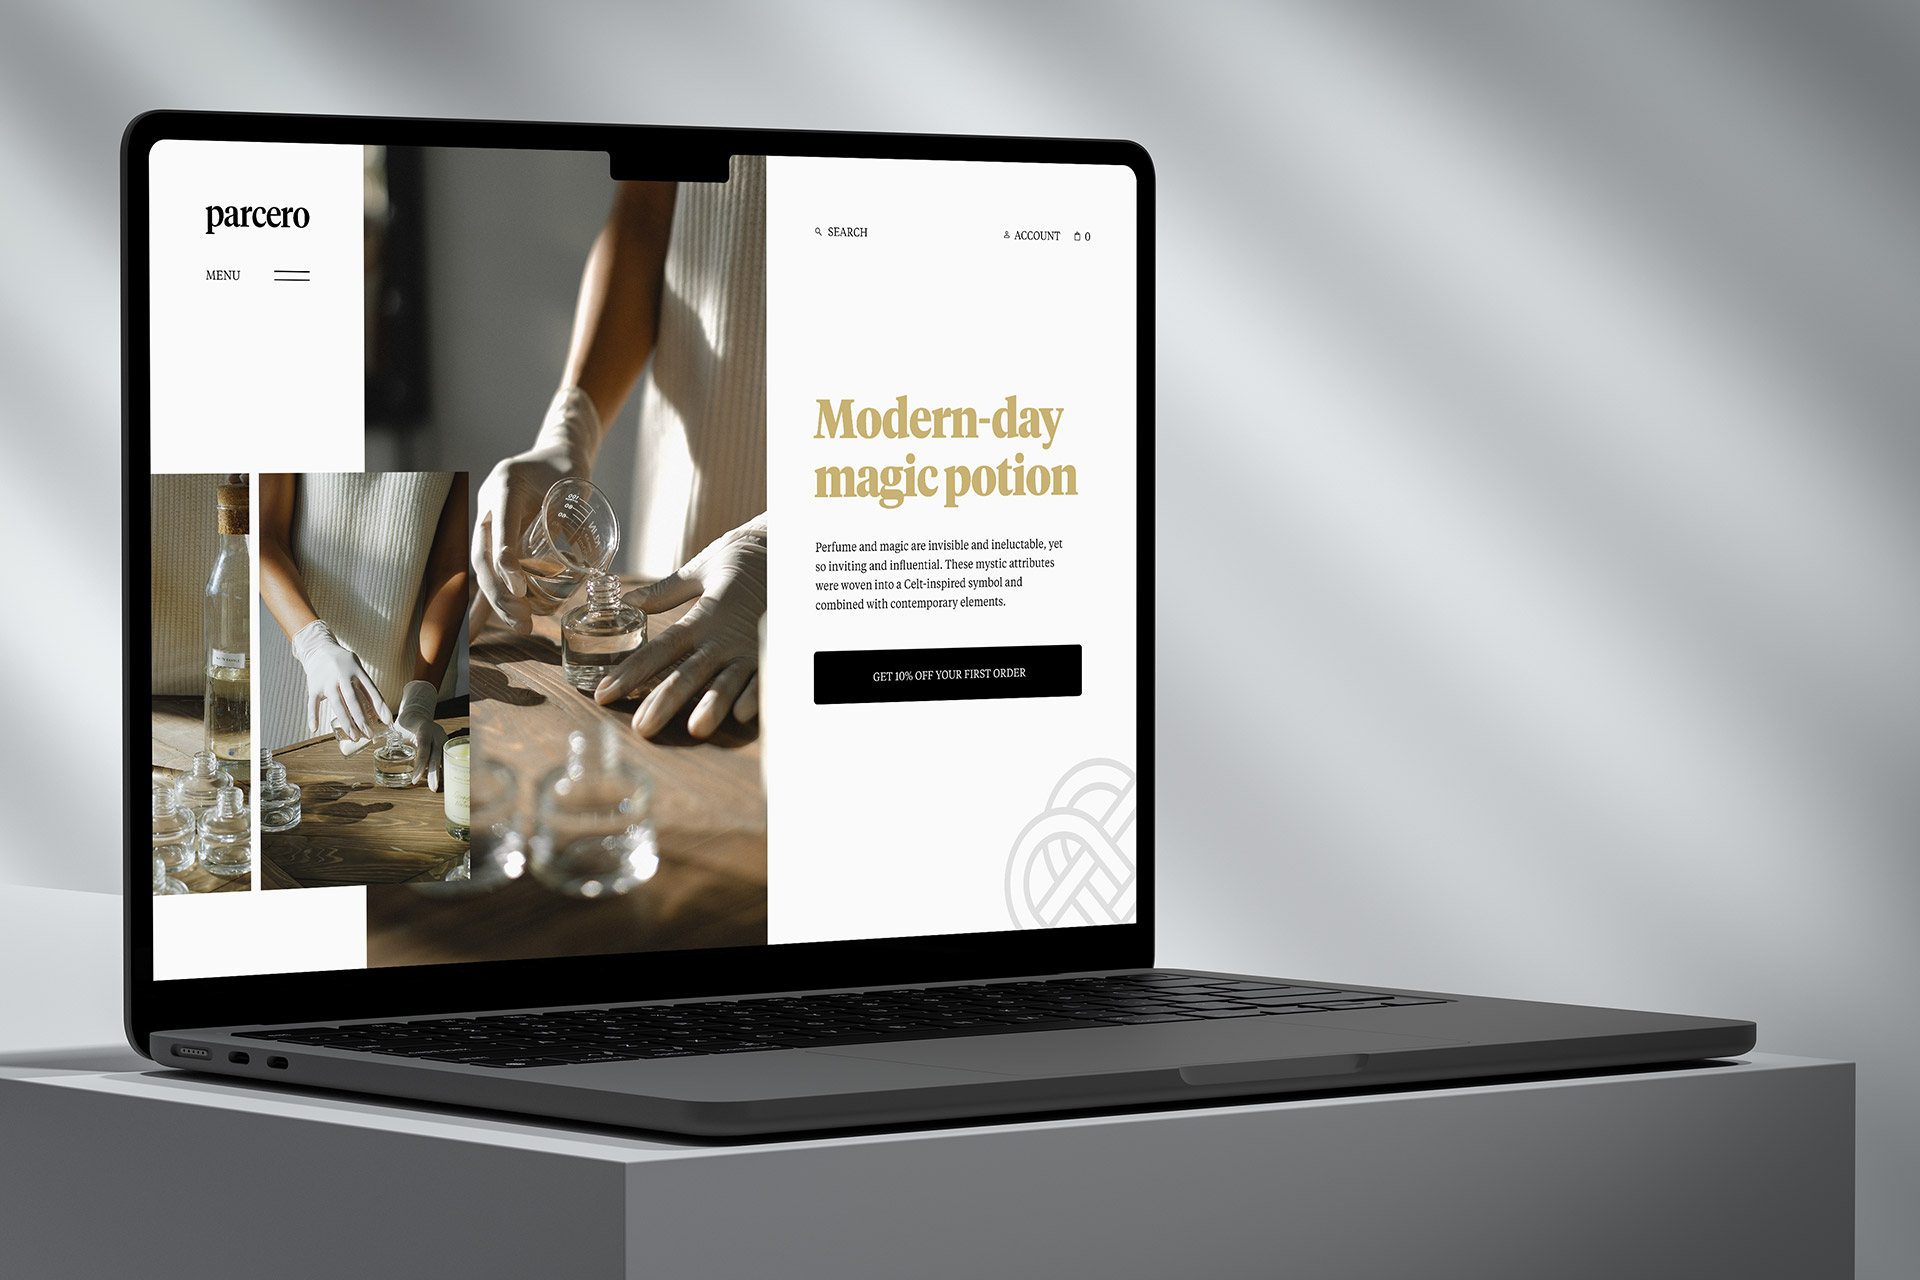 parcero
MENU
SEARCH
ACCOUNT
0
Modern-day
magic potion
Perfume and magic are invisible and ineluctable, yet
so inviting and influential. These mystic attributes
were woven into a Celt-inspired symbol and
combined with contemporary elements.
GET 10% OFF YOUR FIRST ORDER